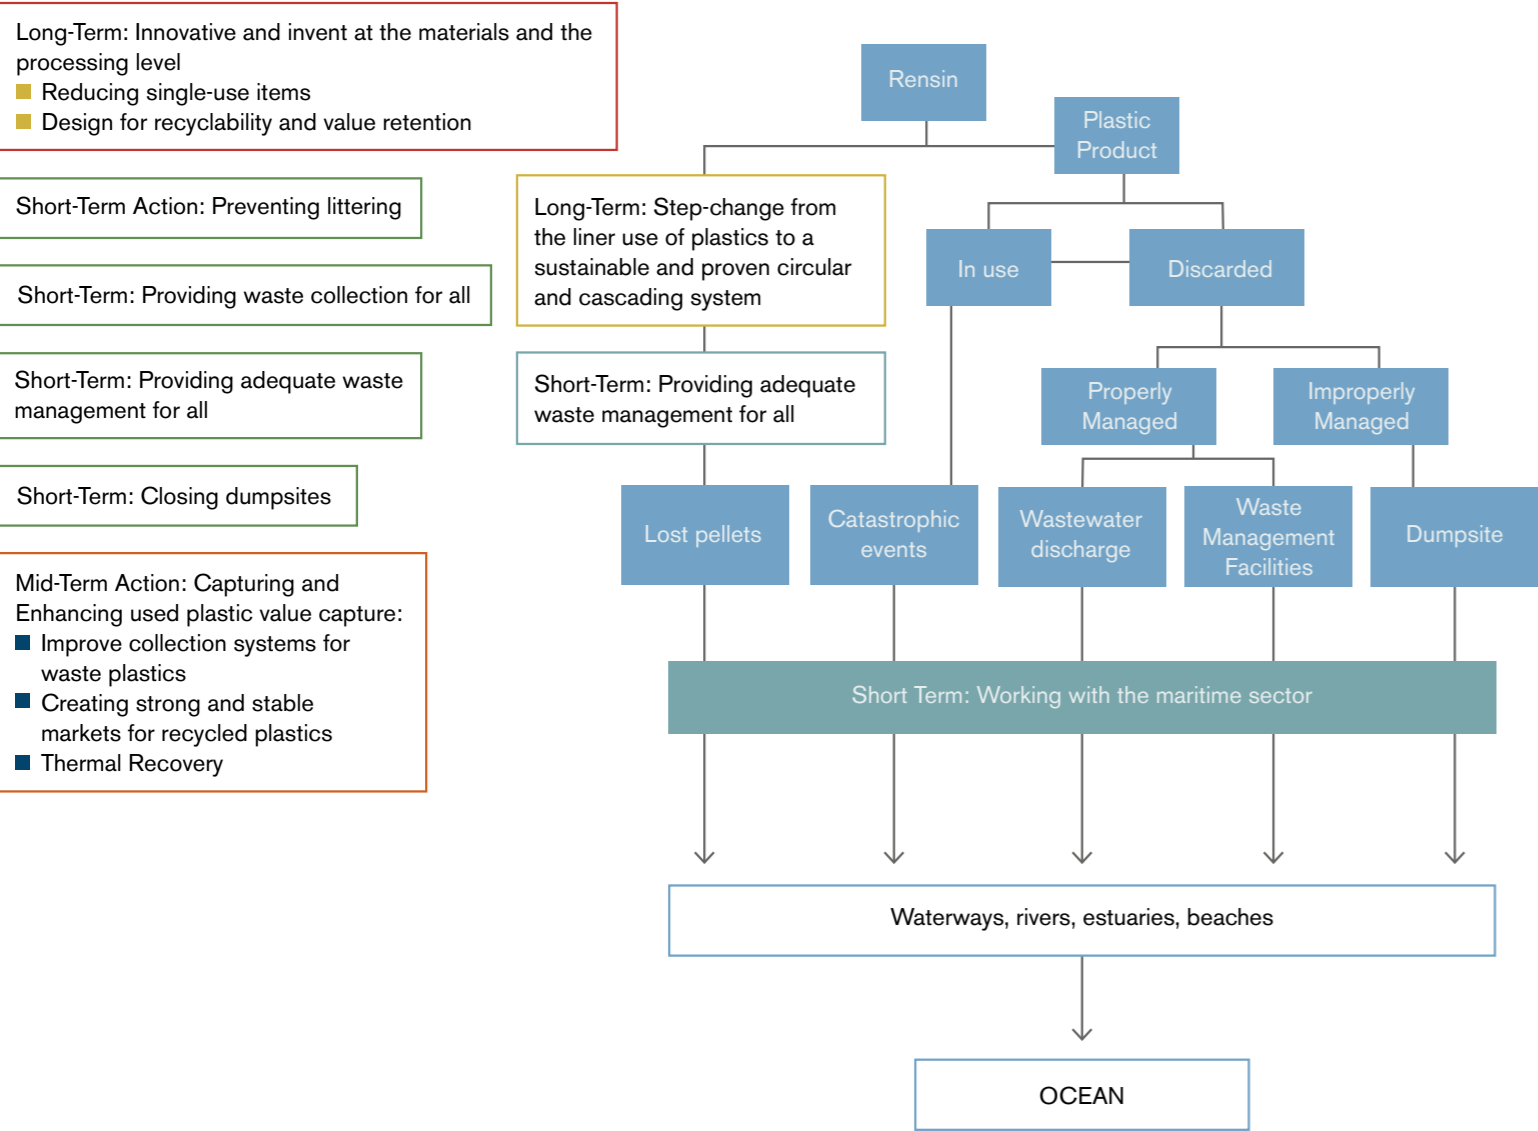 Long-Term: Innovative and invent at the materials and the
processing level
Reducing single-use items
Design for recyclability and value retention
Short-Term Action: Preventing littering
Short-Term: Providing waste collection for all
Short-Term: Providing adequate waste
management for all
Short-Term: Closing dumpsites
Mid-Term Action: Capturing and
Enhancing used plastic value capture:
Improve collection systems for
waste plastics
Creating strong and stable
markets for recycled plastics
Thermal Recovery
Rensin
Plastic
Product
Long-Term: Step-change from
the liner use of plastics to a
sustainable and proven circular
and cascading system
In use
Discarded
Short-Term: Providing adequate
waste management for all
Properly
Managed
Improperly
Managed
Lost pellets
Catastrophic
events
Wastewater
discharge
Waste
Management
Facilities
Dumpsite
Short Term: Working with the maritime sector
Waterways, rivers, estuaries, beaches
OCEAN